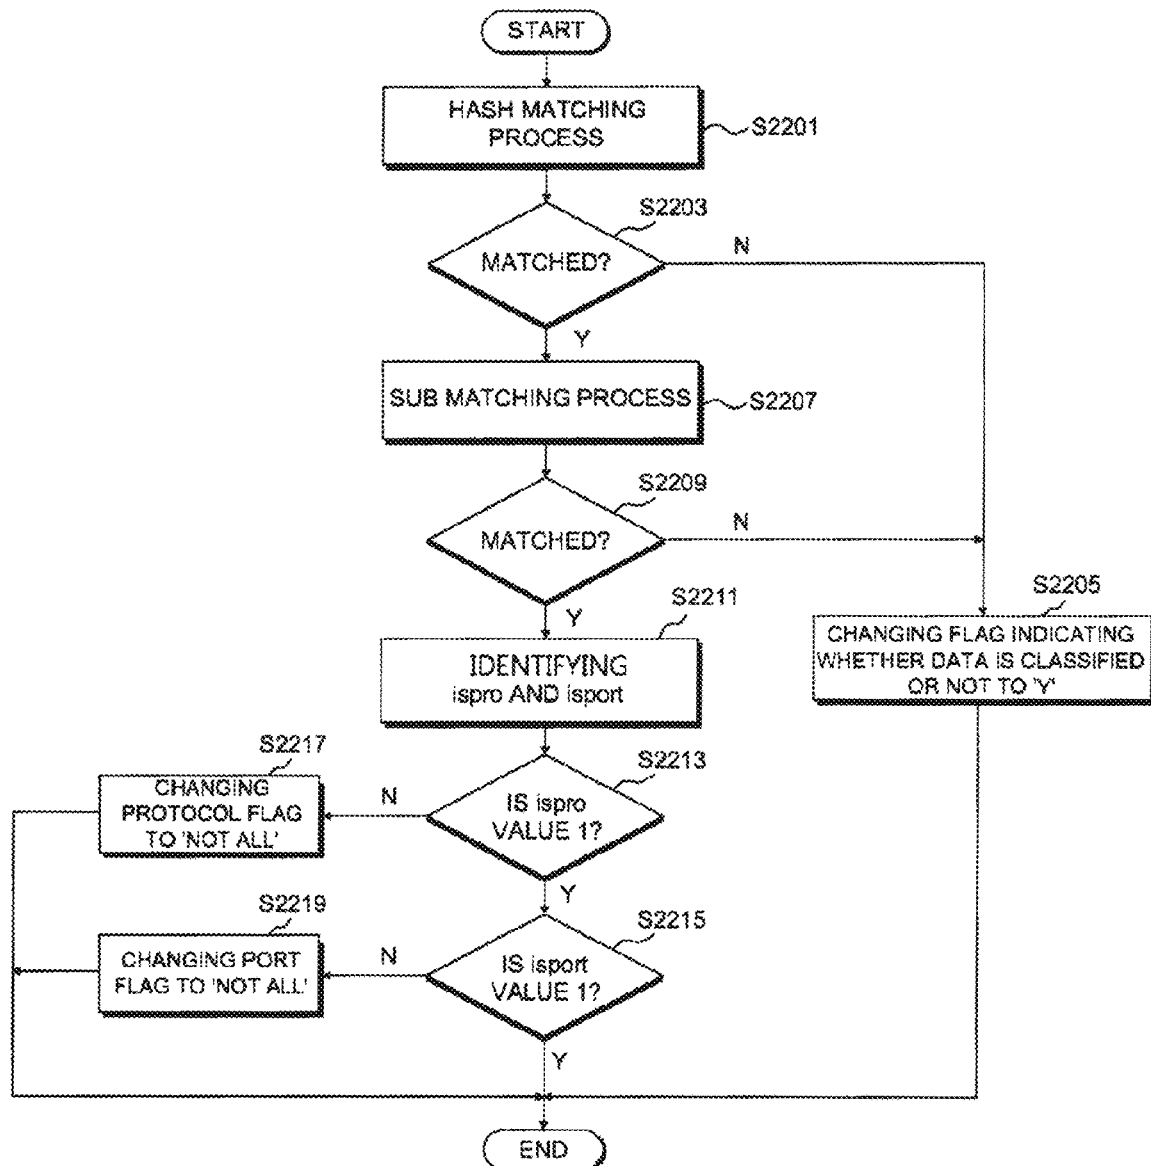 START
HASH MATCHING
PROCESS
S2201
S2203
MATCHED?
N
Y
SUB MATCHING PROCESS
S2207
S2209
MATCHED?
N
Y
S2211
IDENTIFYING
ispro AND isport
S2205
CHANGING FLAG INDICATING
WHETHER DATA IS CLASSIFIED
OR NOT TO 'Y'
S2217
CHANGING
PROTOCOL FLAG
TO 'NOT ALL'
N
S2213
IS ispro
VALUE 1?
Y
S2219
CHANGING PORT
FLAG TO 'NOT ALL'
N
S2215
IS isport
VALUE 1?
Y
END